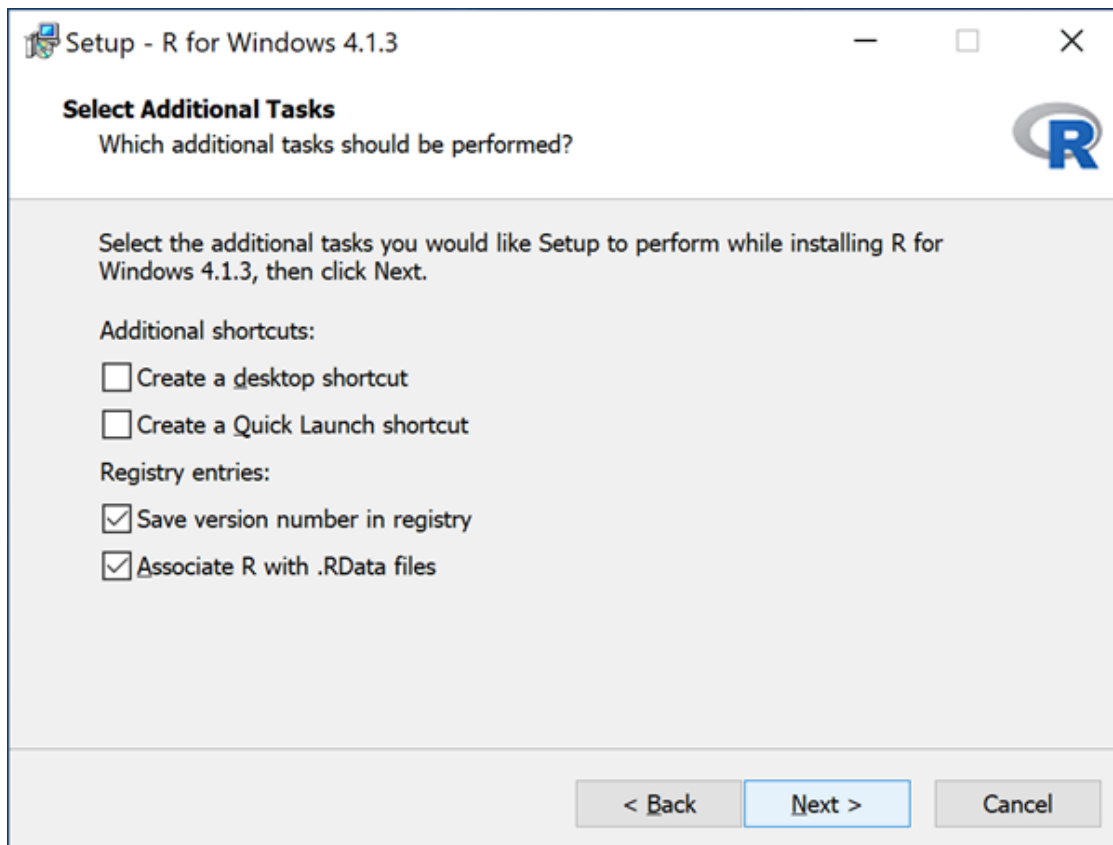 Setup - R for Windows 4.1.3
Select Additional Tasks
Which additional tasks should be performed?
R
Select the additional tasks you would like Setup to perform while installing R for
Windows 4.1.3, then click Next.
Additional shortcuts:
Create a desktop shortcut
Create a Quick Launch shortcut
Registry entries:
Save version number in registry
Associate R with .RData files
< Back
Next >
Cancel